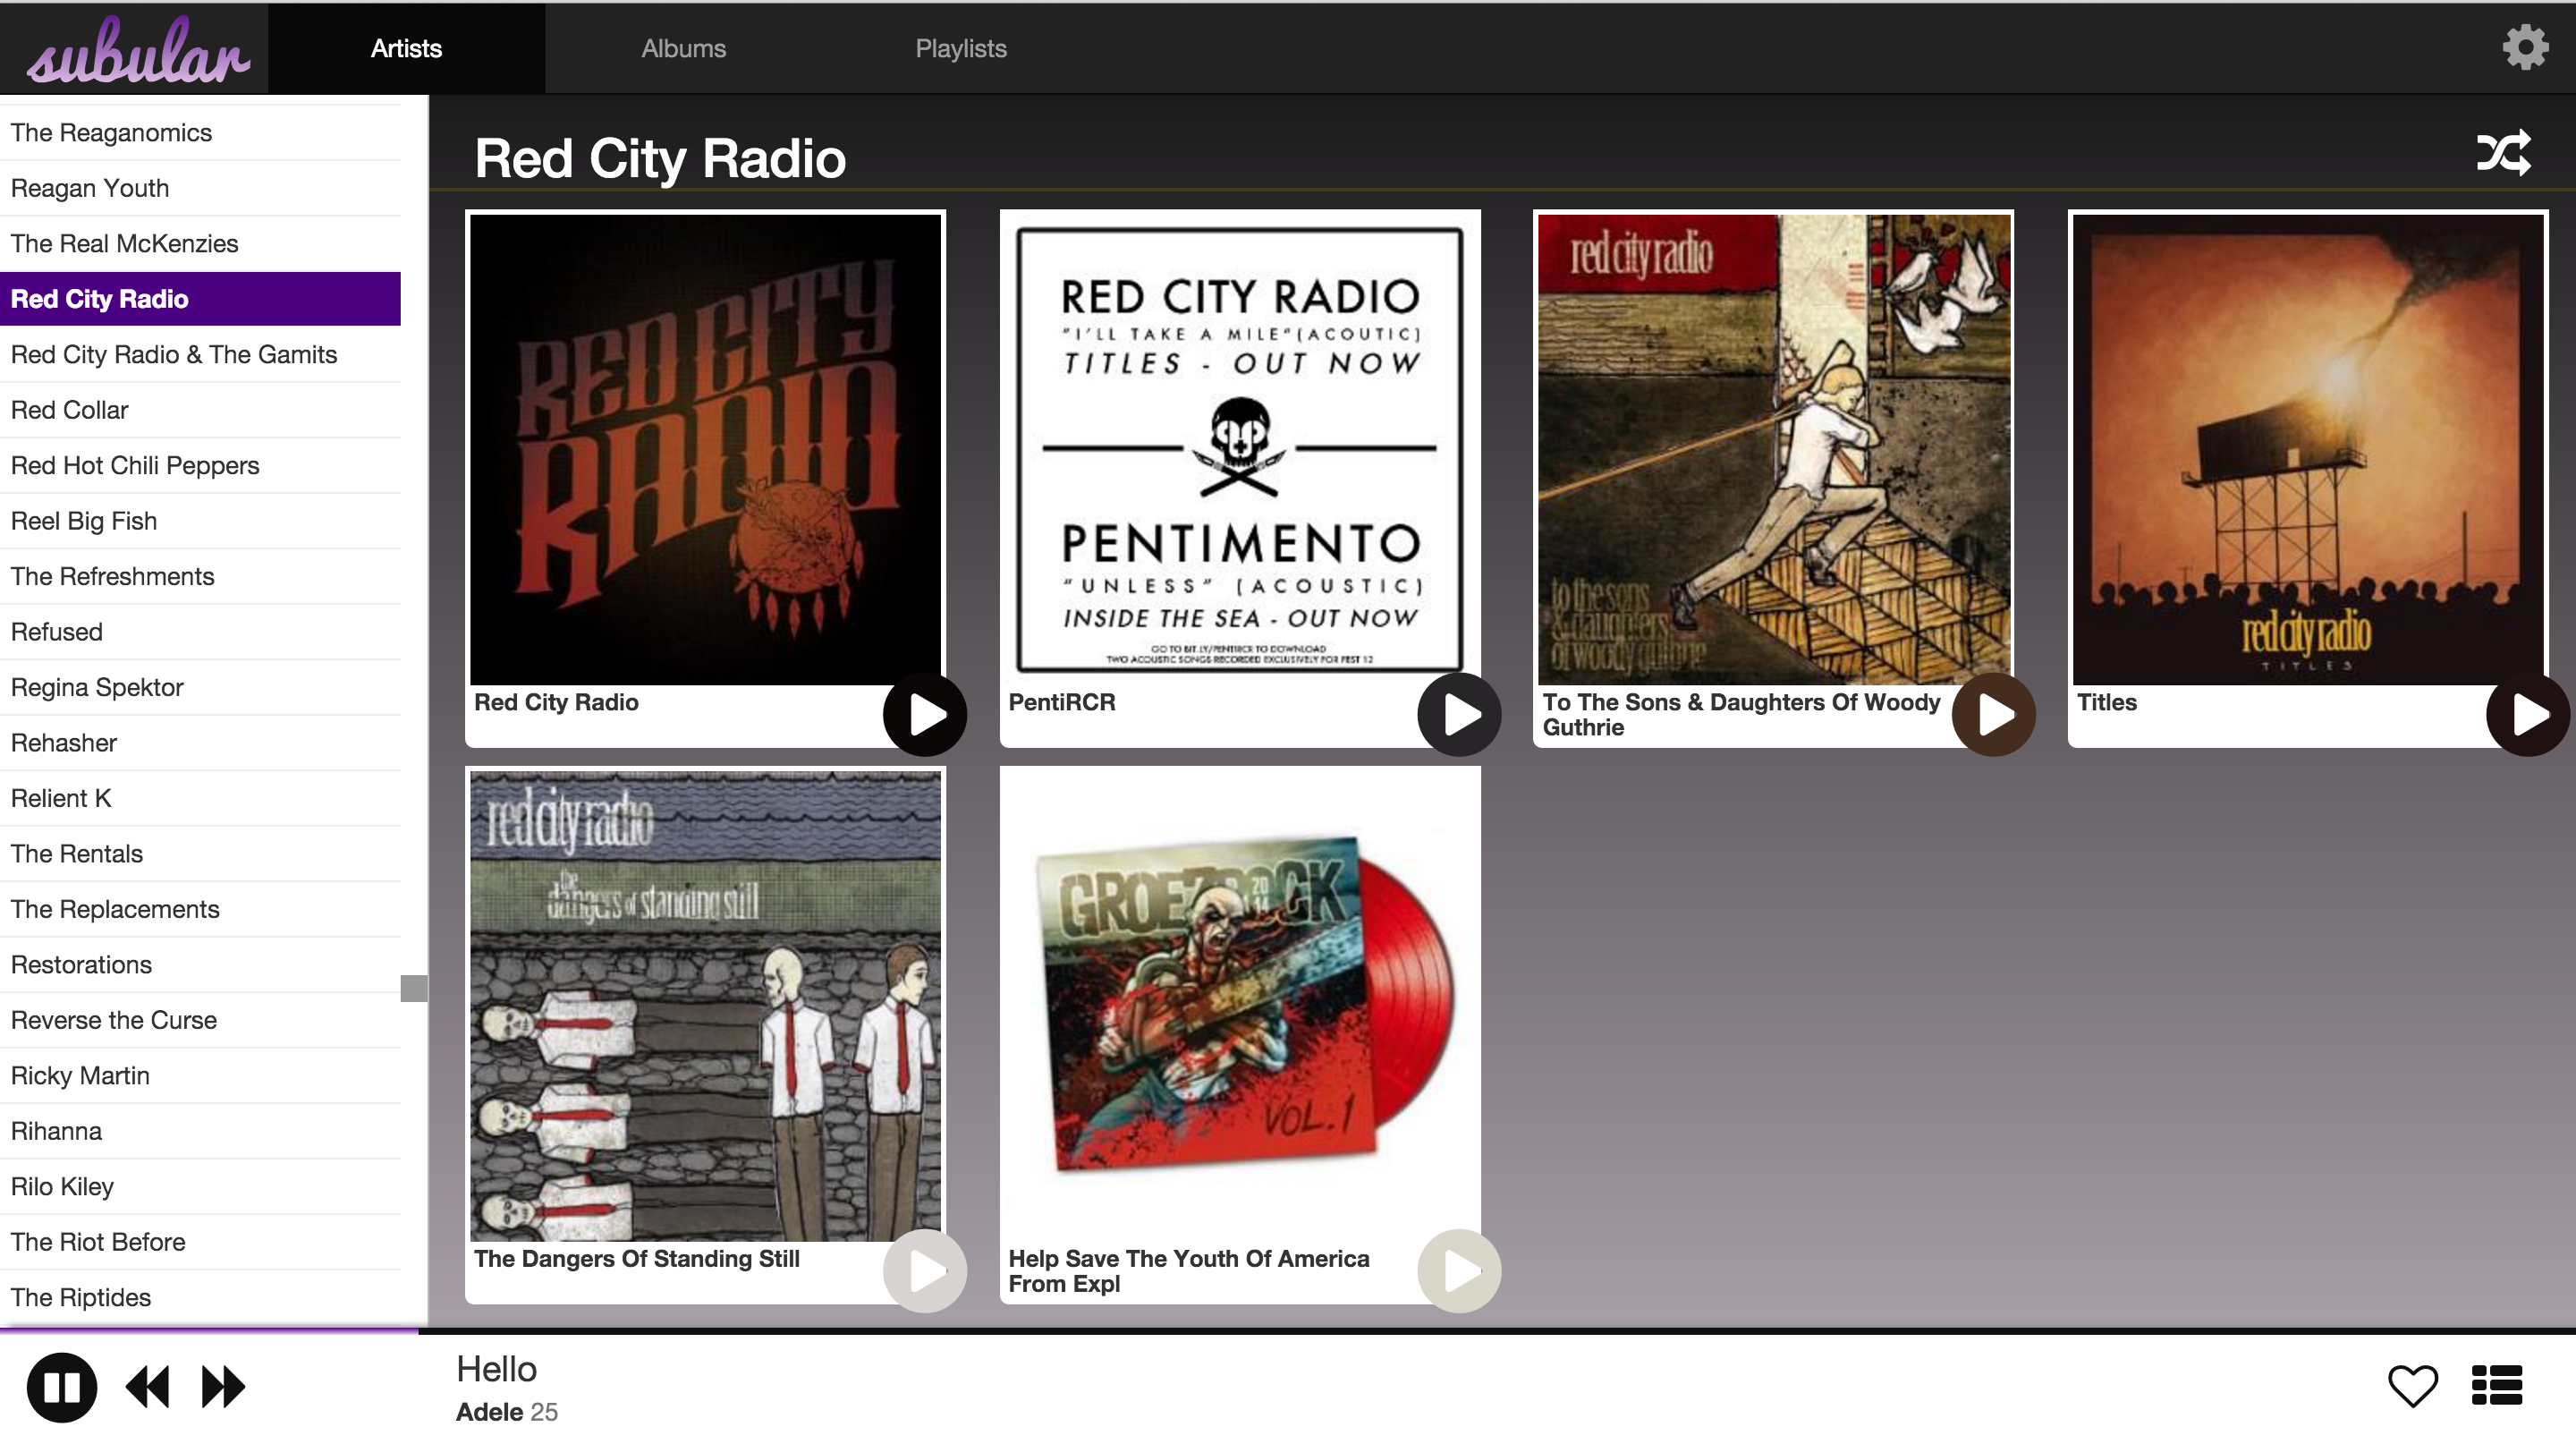 subular
Artists
Albums
Playlists
The Reaganomics
Reagan Youth
The Real McKenzies
Red City Radio
Red City Radio & The Gamits
Red Collar
Red Hot Chili Peppers
Reel Big Fish
The Refreshments
Refused
Regina Spektor
Rehasher
Relient K
The Rentals
The Replacements
Restorations
Reverse the Curse
Ricky Martin
Rihanna
Rilo Kiley
The Riot Before
The Riptides
Red City Radio
RED CITY
RADIO
Red City Radio
RED CITY RADIO
"I'LL TAKE A MILE"(ACOUTIC)
TITLES - OUT NOW
PENTIMENTO
"UNLESS" (ACOUSTIC)
INSIDE THE SEA - OUT NOW
GO TO BIT.LY/PENTIRCR TO DOWNLOAD
TWO ACOUSTIC SONGS RECORDED EXCLUSIVELY FOR FEST 12
PentiRCR
red city radio
to the sons
& daughters
of woody guthrie
To The Sons & Daughters Of Woody
Guthrie
red city radio
TITLES
Titles
red city radio
the
dangers of standing still
The Dangers Of Standing Still
GROEZROCK
20
14
VOL.1
Help Save The Youth Of America
From Expl
Hello
Adele 25